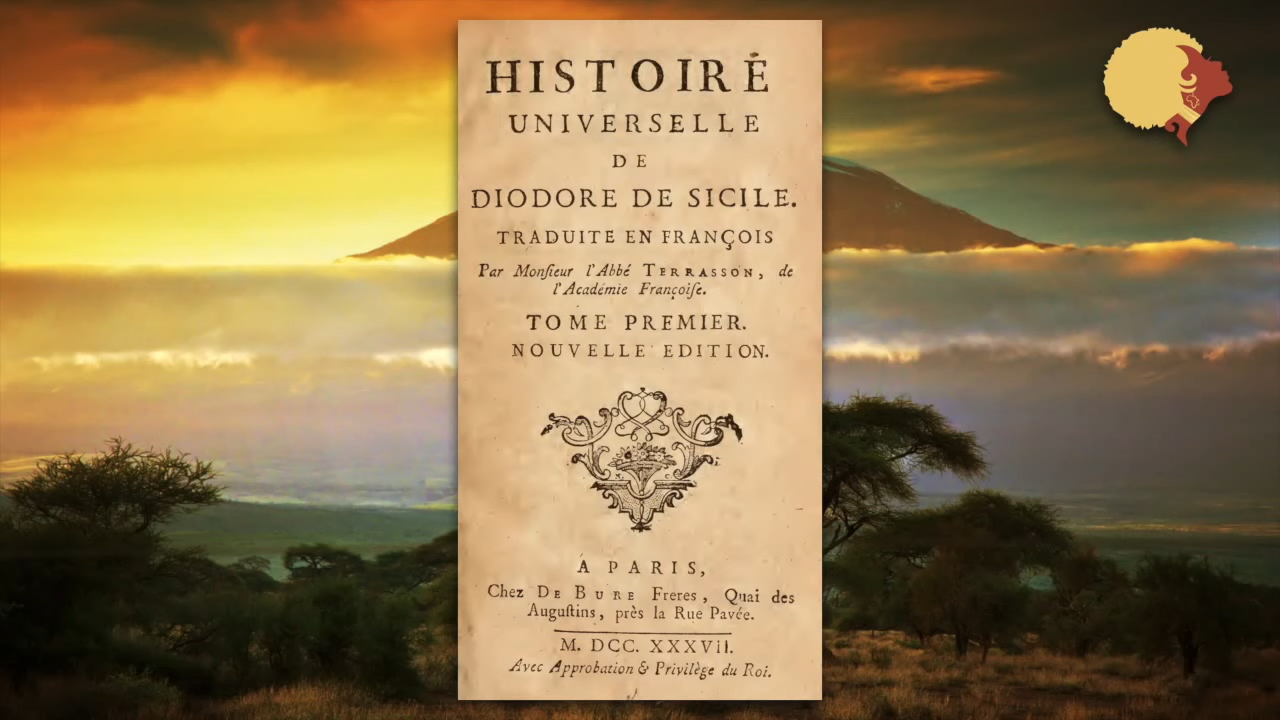 HISTOIRE
UNIVERSELLE
DE
DIODORE DE SICILE.
TRADUITE EN FRANÇOIS
Par Monſieur l'Abbé TERRASSON, de
l'Académie Françoiſe.
TOME PREMIER.
NOUVELLE EDITION.
Á PARIS,
Chez DE BURE Freres, Quai des
Auguſtins, près la Rue Pavée.
M. DCC. XXXVII.
Avec Approbation & Privilège du Roi.